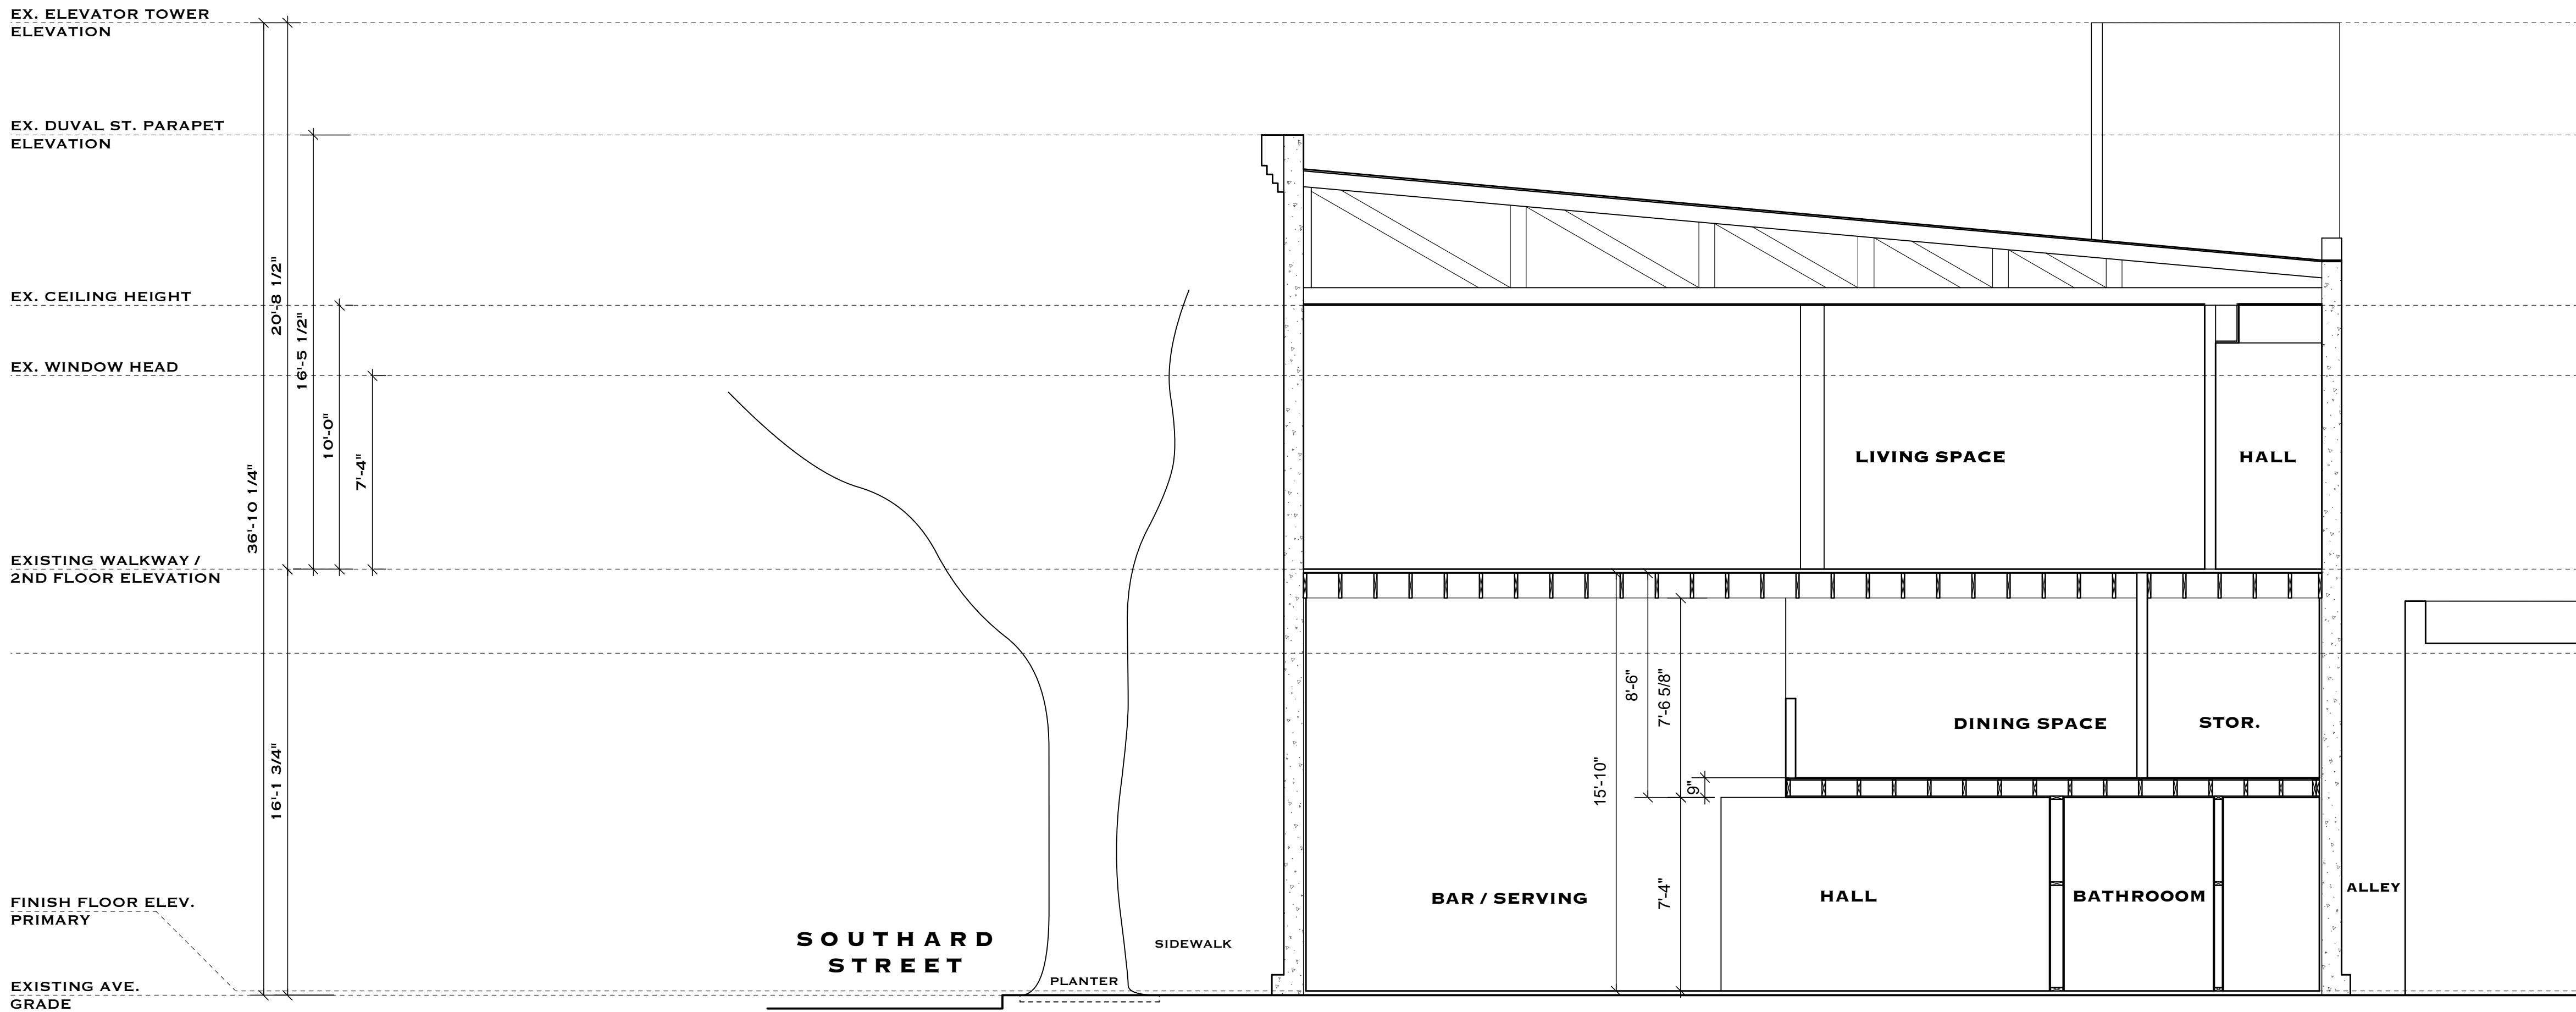 EX. ELEVATOR TOWER
ELEVATION
EX. DUVAL ST. PARAPET
ELEVATION
EX. CEILING HEIGHT
EX. WINDOW HEAD
EXISTING WALKWAY /
2ND FLOOR ELEVATION
FINISH FLOOR ELEV.
PRIMARY
EXISTING AVE.
GRADE
36'-10 1/4"
20'-8 1/2"
16'-1 3/4"
16'-5 1/2"
10'-0"
7'-4"
SOUTHARD
STREET
PLANTER
SIDEWALK
LIVING SPACE
HALL
15'-10"
8'-6"
7'-6 5/8"
9"
7'-4"
DINING SPACE
STOR.
BAR / SERVING
HALL
BATHROOOM
ALLEY